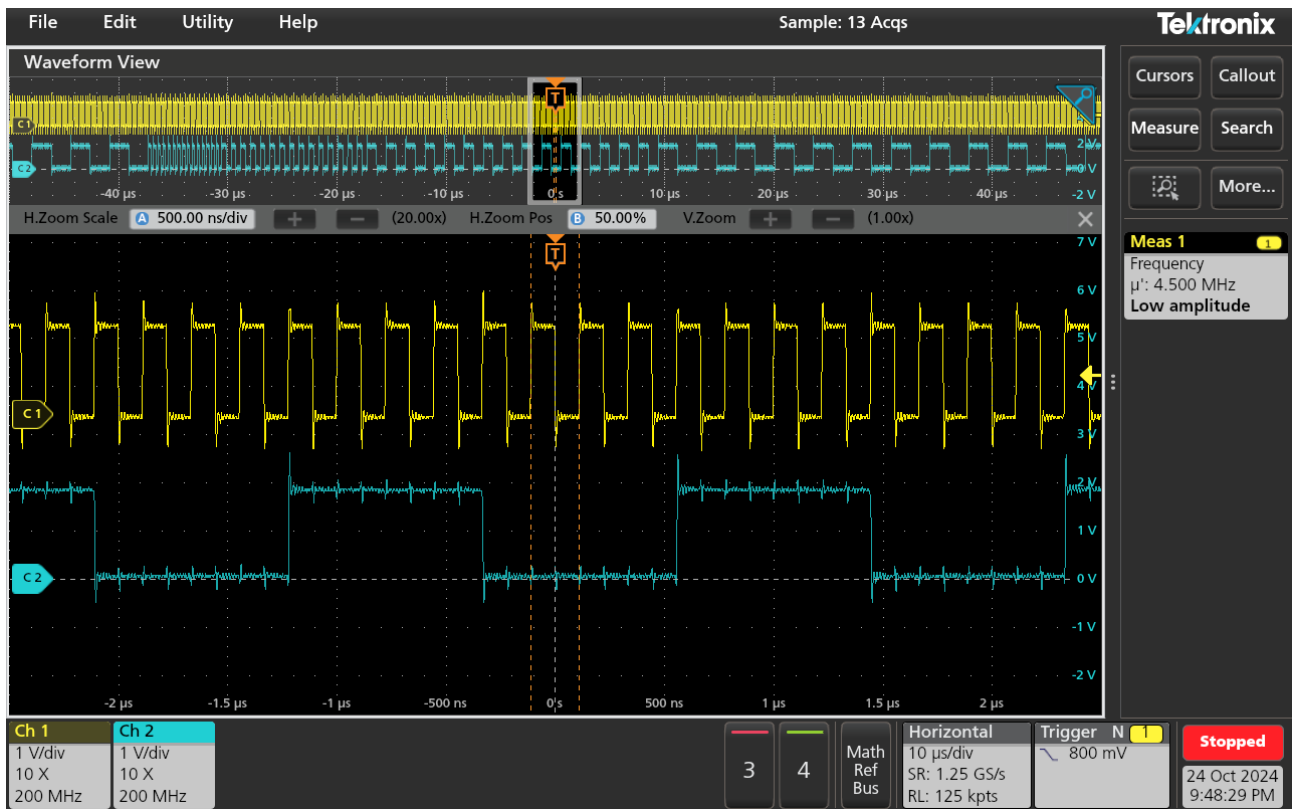 File Edit Utility Help Sample: 13 Acqs Tektronix
Waveform View
Cursors Callout
Measure Search
More...
T
C1
C2
2 V
0 V
-2 V
-40 µs -30 µs -20 µs -10 µs 0 s 10 µs 20 µs 30 µs 40 µs
H.Zoom Scale A 500.00 ns/div + − (20.00x) H.Zoom Pos B 50.00% V.Zoom + − (1.00x)
Meas 1 1
Frequency
µ': 4.500 MHz
Low amplitude
T
7 V
6 V
5 V
4 V
C 1
3 V
2 V
1 V
C 2
0 V
-1 V
-2 V
-2 µs -1.5 µs -1 µs -500 ns 0 s 500 ns 1 µs 1.5 µs 2 µs
Ch 1
1 V/div
10 X
200 MHz
Ch 2
1 V/div
10 X
200 MHz
3
4
Math
Ref
Bus
Horizontal
10 µs/div
SR: 1.25 GS/s
RL: 125 kpts
Trigger N 1
800 mV
Stopped
24 Oct 2024
9:48:29 PM